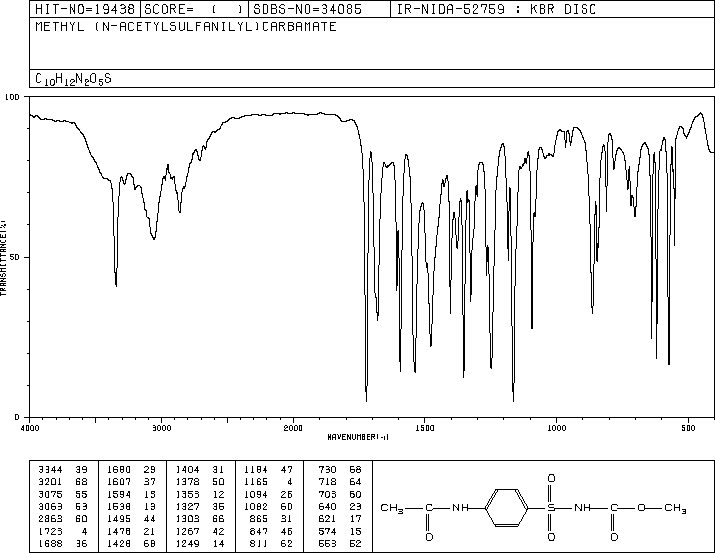 HIT-NO=19438 SCORE= ( ) SDBS-NO=34085 IR-NIDA-52759 : KBR DISC
METHYL (N-ACETYLSULFANILYL)CARBAMATE
C10H12N2O5S
100
50
0
TRANSMITTANCE(%)
4000 3000 2000 1500 1000 500
WAVENUMBER(-1)
3344 39 1680 29 1404 31 1184 47 730 68
3201 68 1607 37 1378 50 1165 4 718 64
3075 55 1594 13 1353 12 1094 26 703 60
3063 53 1538 13 1327 35 1082 60 640 23
2863 60 1495 44 1303 66 865 31 621 17
1723 4 1478 21 1267 42 847 46 574 15
1688 36 1428 68 1249 14 811 62 553 52
O
CH3 NH S NH O CH3
O O O